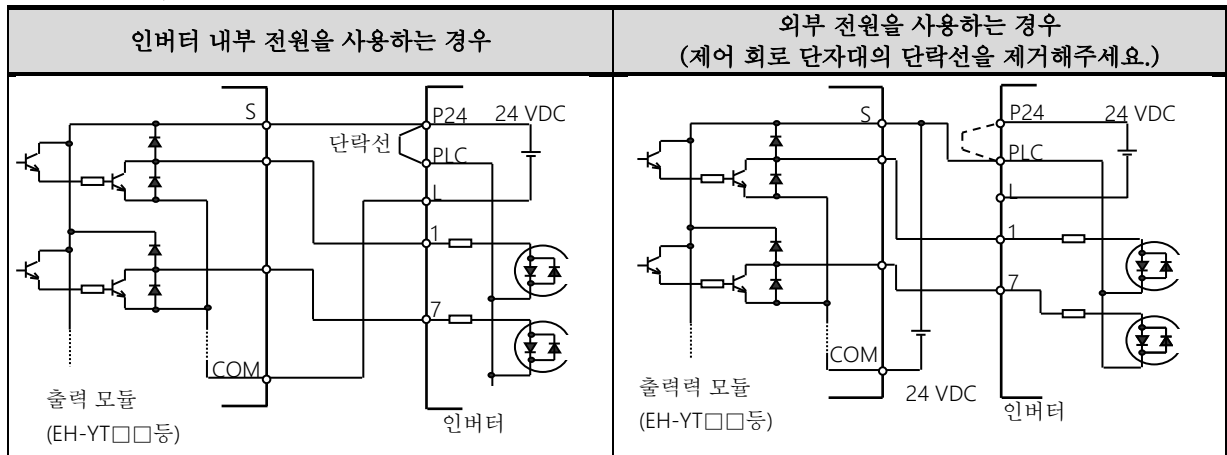 인버터 내부 전원을 사용하는 경우
외부 전원을 사용하는 경우
(제어 회로 단자대의 단락선을 제거해주세요.)
S
P24
24 VDC
단락선
PLC
L
1
7
COM
출력 모듈
(EH-YT□□등)
인버터
S
P24
24 VDC
PLC
L
1
7
COM
24 VDC
출력력 모듈
(EH-YT□□등)
인버터